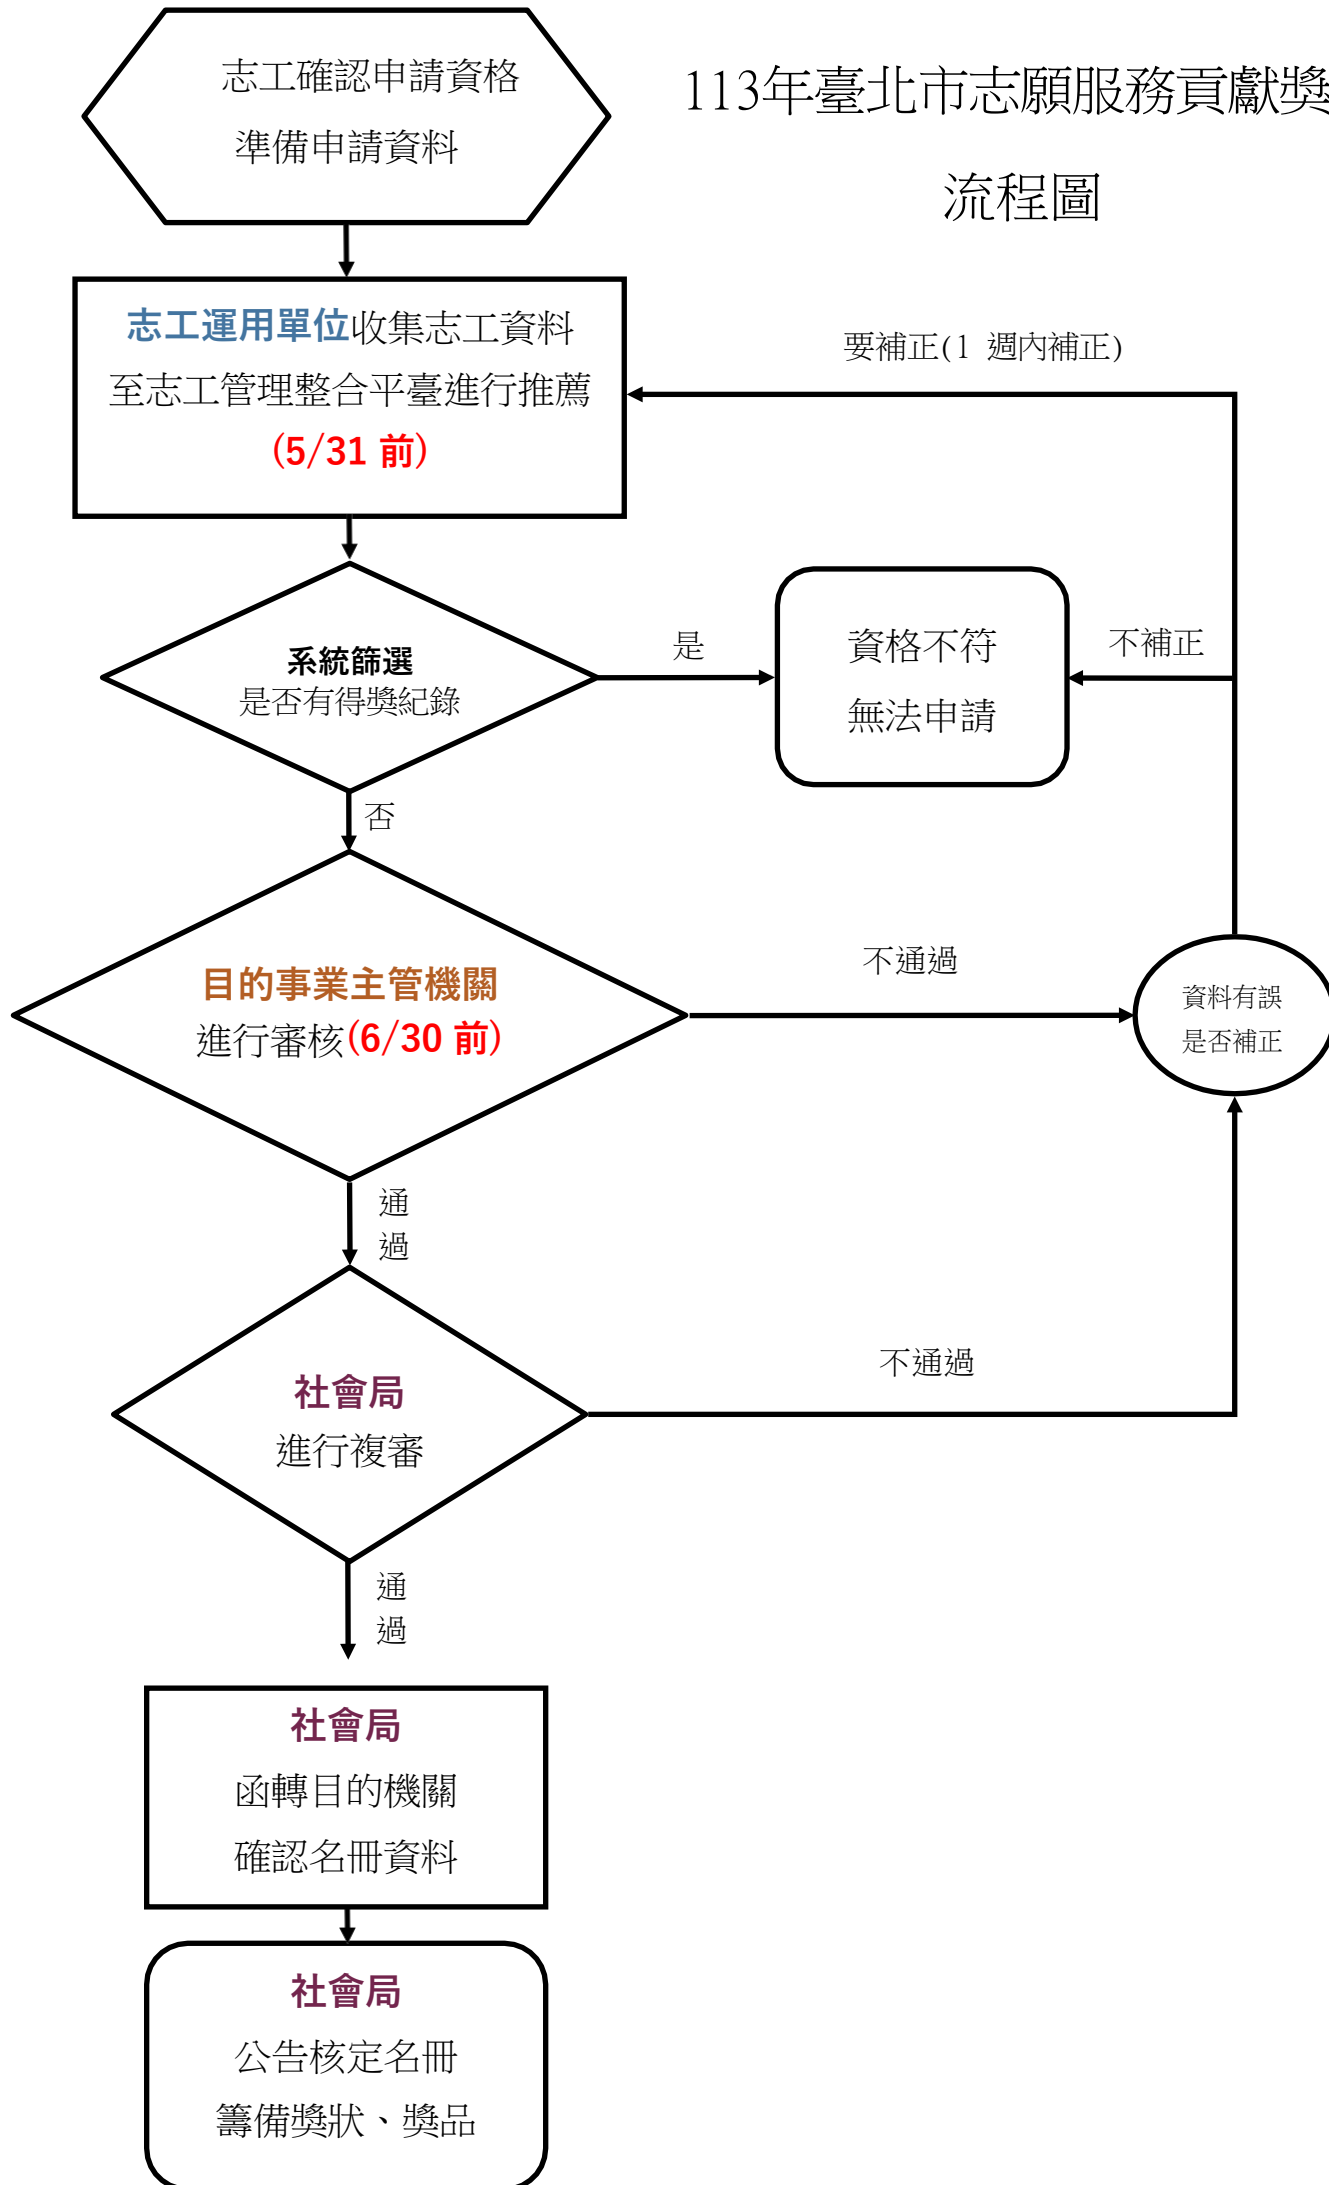 113年臺北市志願服務貢獻獎
流程圖
志工確認申請資格
準備申請資料
志工運用單位收集志工資料
至志工管理整合平臺進行推薦
(5/31 前)
要補正(1 週內補正)
系統篩選
是否有得獎紀錄
是
資格不符
無法申請
不補正
否
目的事業主管機關
進行審核(6/30 前)
不通過
資料有誤
是否補正
通
過
社會局
進行複審
不通過
通
過
社會局
函轉目的機關
確認名冊資料
社會局
公告核定名冊
籌備獎狀、獎品